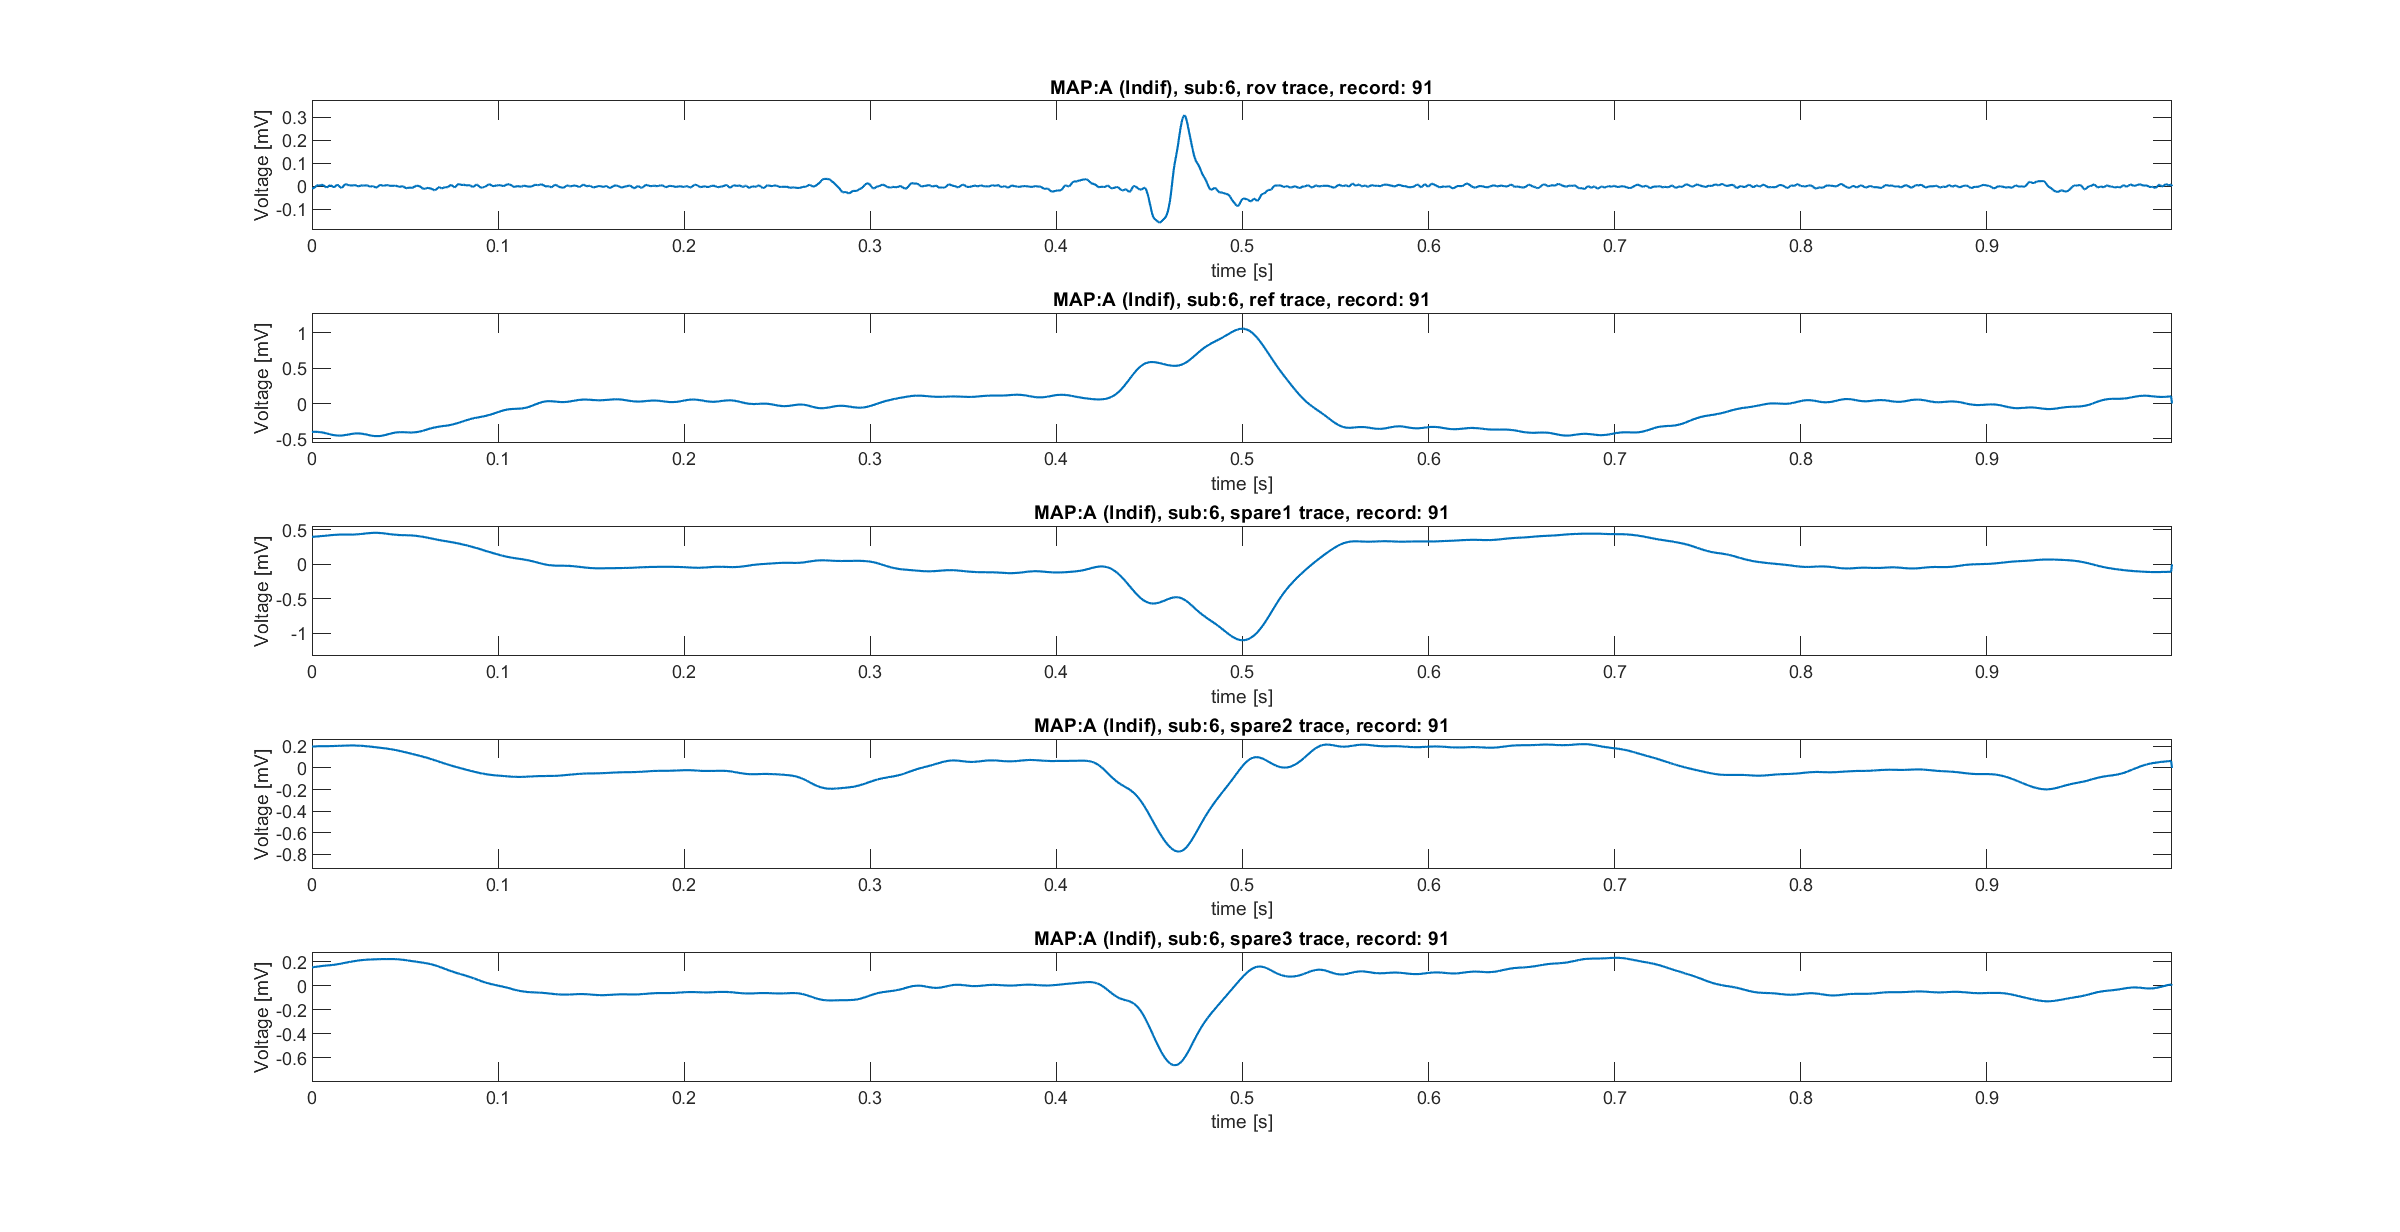 MAP:A (Indif), sub:6, rov trace, record: 91
Voltage [mV]
0.3
0.2
0.1
0
-0.1
0 0.1 0.2 0.3 0.4 0.5 0.6 0.7 0.8 0.9
time [s]
MAP:A (Indif), sub:6, ref trace, record: 91
Voltage [mV]
1
0.5
0
-0.5
0 0.1 0.2 0.3 0.4 0.5 0.6 0.7 0.8 0.9
time [s]
MAP:A (Indif), sub:6, spare1 trace, record: 91
Voltage [mV]
0.5
0
-0.5
-1
0 0.1 0.2 0.3 0.4 0.5 0.6 0.7 0.8 0.9
time [s]
MAP:A (Indif), sub:6, spare2 trace, record: 91
Voltage [mV]
0.2
0
-0.2
-0.4
-0.6
-0.8
0 0.1 0.2 0.3 0.4 0.5 0.6 0.7 0.8 0.9
time [s]
MAP:A (Indif), sub:6, spare3 trace, record: 91
Voltage [mV]
0.2
0
-0.2
-0.4
-0.6
0 0.1 0.2 0.3 0.4 0.5 0.6 0.7 0.8 0.9
time [s]